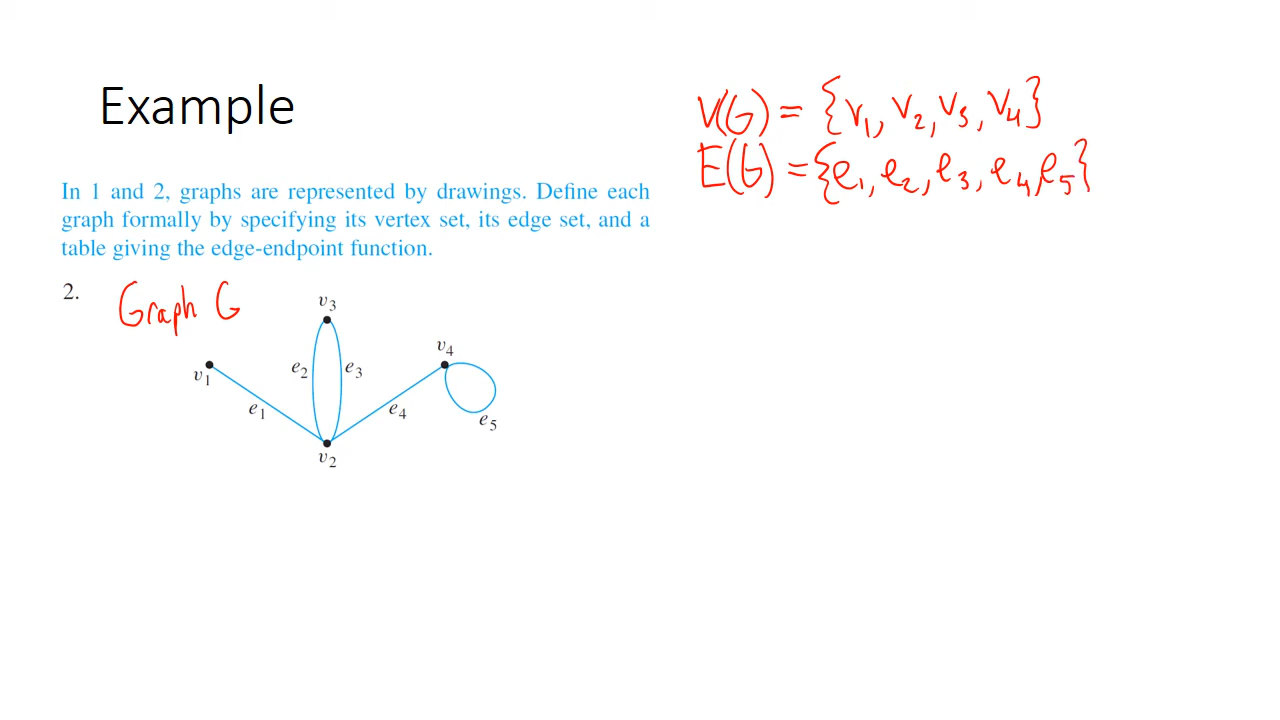 Example
V(G) = {v1, v2, v3, v4}
E(G) = {e1, e2, e3, e4, e5}
In 1 and 2, graphs are represented by drawings. Define each
graph formally by specifying its vertex set, its edge set, and a
table giving the edge-endpoint function.
2. Graph G
v3
v4
v1
e2
e3
e1
e4
e5
v2